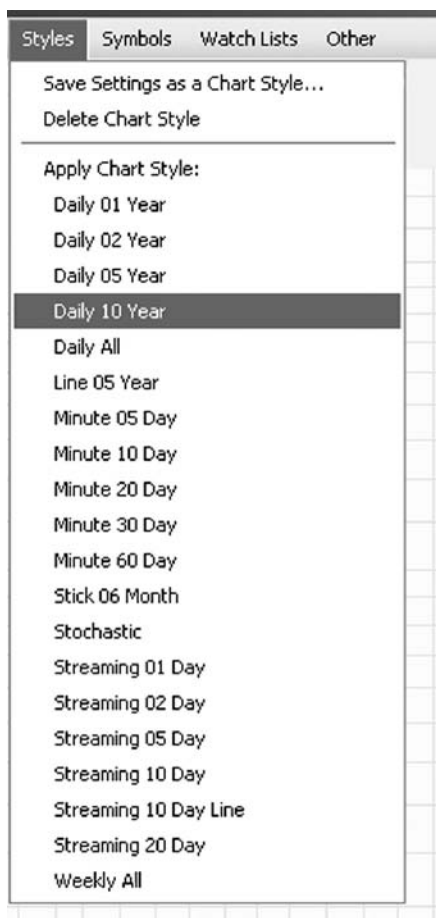 Styles Symbols Watch Lists Other
Save Settings as a Chart Style...
Delete Chart Style
Apply Chart Style:
Daily 01 Year
Daily 02 Year
Daily 05 Year
Daily 10 Year
Daily All
Line 05 Year
Minute 05 Day
Minute 10 Day
Minute 20 Day
Minute 30 Day
Minute 60 Day
Stick 06 Month
Stochastic
Streaming 01 Day
Streaming 02 Day
Streaming 05 Day
Streaming 10 Day
Streaming 10 Day Line
Streaming 20 Day
Weekly All